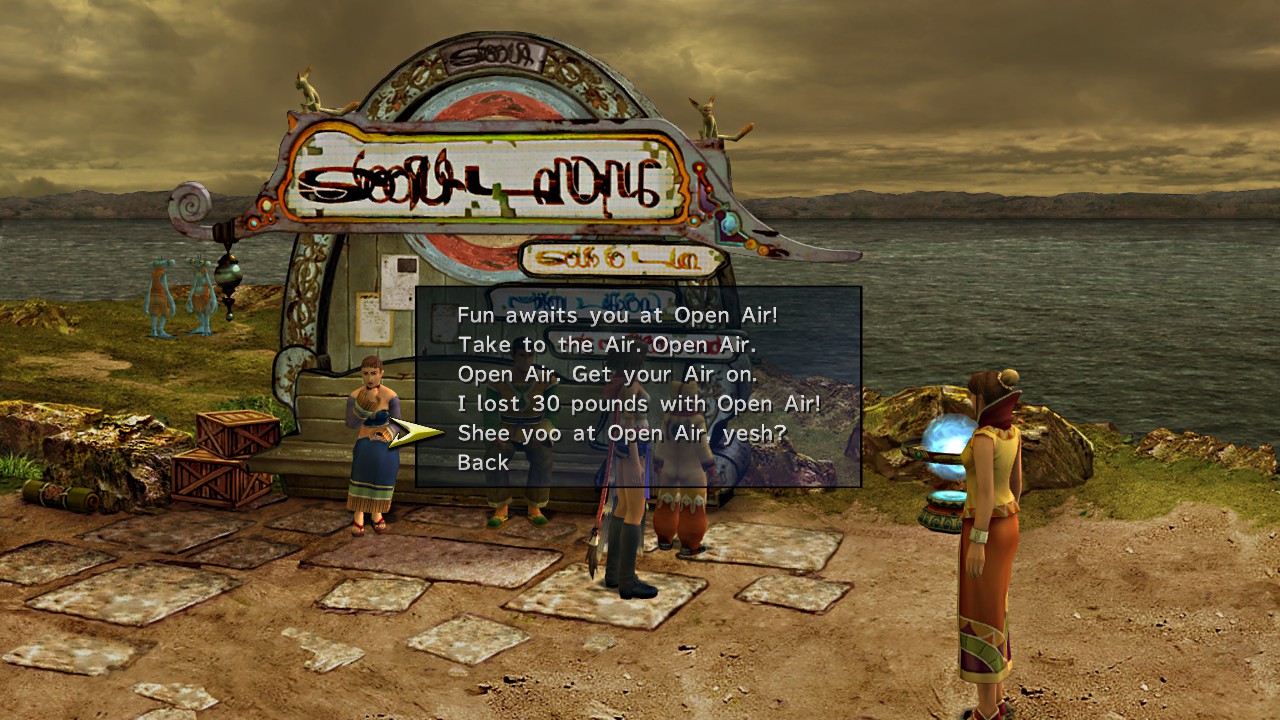 Fun awaits you at Open Air!
Take to the Air. Open Air.
Open Air. Get your Air on.
I lost 30 pounds with Open Air!
Shee yoo at Open Air, yesh?
Back